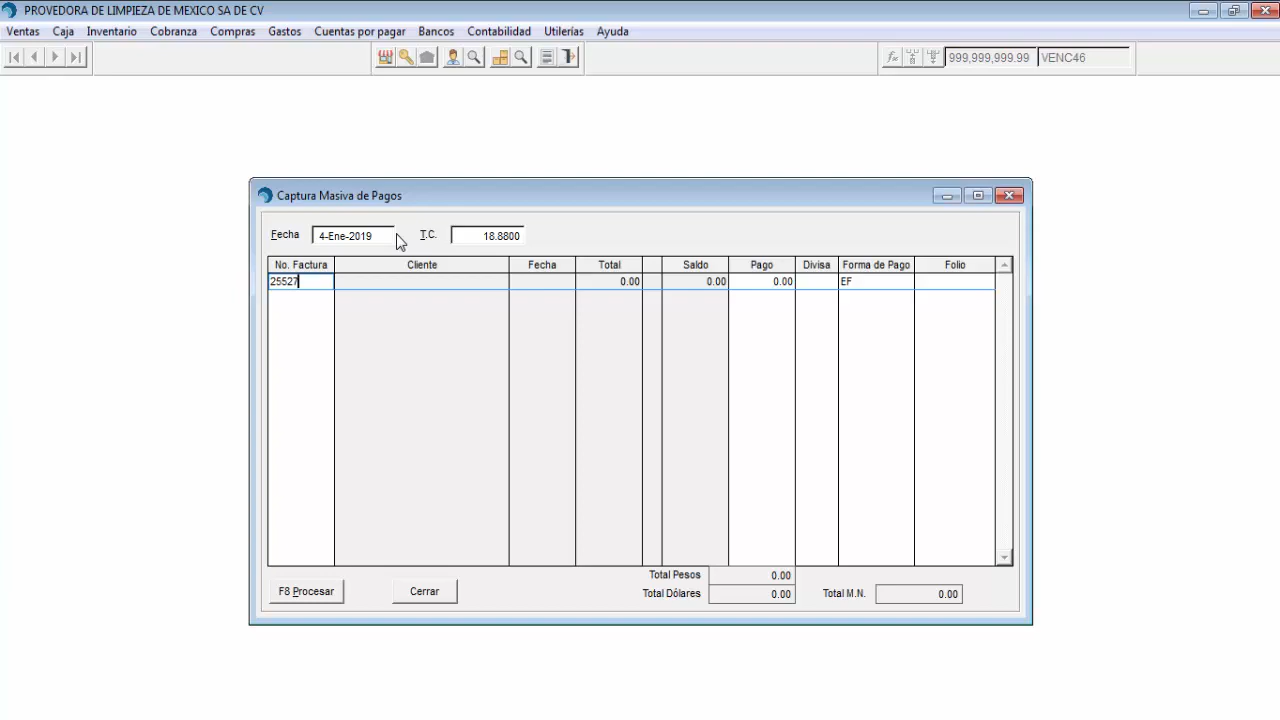 PROVEDORA DE LIMPIEZA DE MEXICO SA DE CV
Ventas Caja Inventario Cobranza Compras Gastos Cuentas por pagar Bancos Contabilidad Utilerías Ayuda
999,999,999.99 VENC46
Captura Masiva de Pagos
Fecha 4-Ene-2019 T.C. 18.8800
No. Factura Cliente Fecha Total Saldo Pago Divisa Forma de Pago Folio
25527 0.00 0.00 0.00 EF
Total Pesos 0.00
F8 Procesar Cerrar Total Dólares 0.00 Total M.N. 0.00